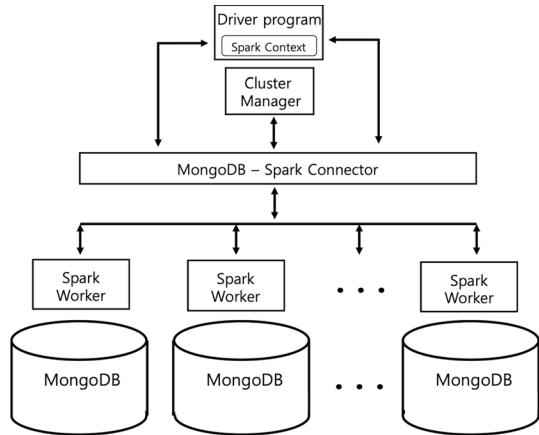 Driver program
Spark Context
Cluster
Manager
MongoDB – Spark Connector
Spark
Worker
Spark
Worker
Spark
Worker
MongoDB
MongoDB
MongoDB